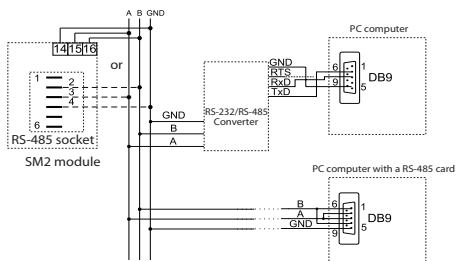 A B GND
14 15 16
or
1
2
3
4
6
RS-485 socket
SM2 module
GND
B
A
RS-232/RS-485
Converter
GND
RTS
RxD
TxD
PC computer
6
9
1
5
DB9
PC computer with a RS-485 card
B
A
GND
6
9
1
5
DB9